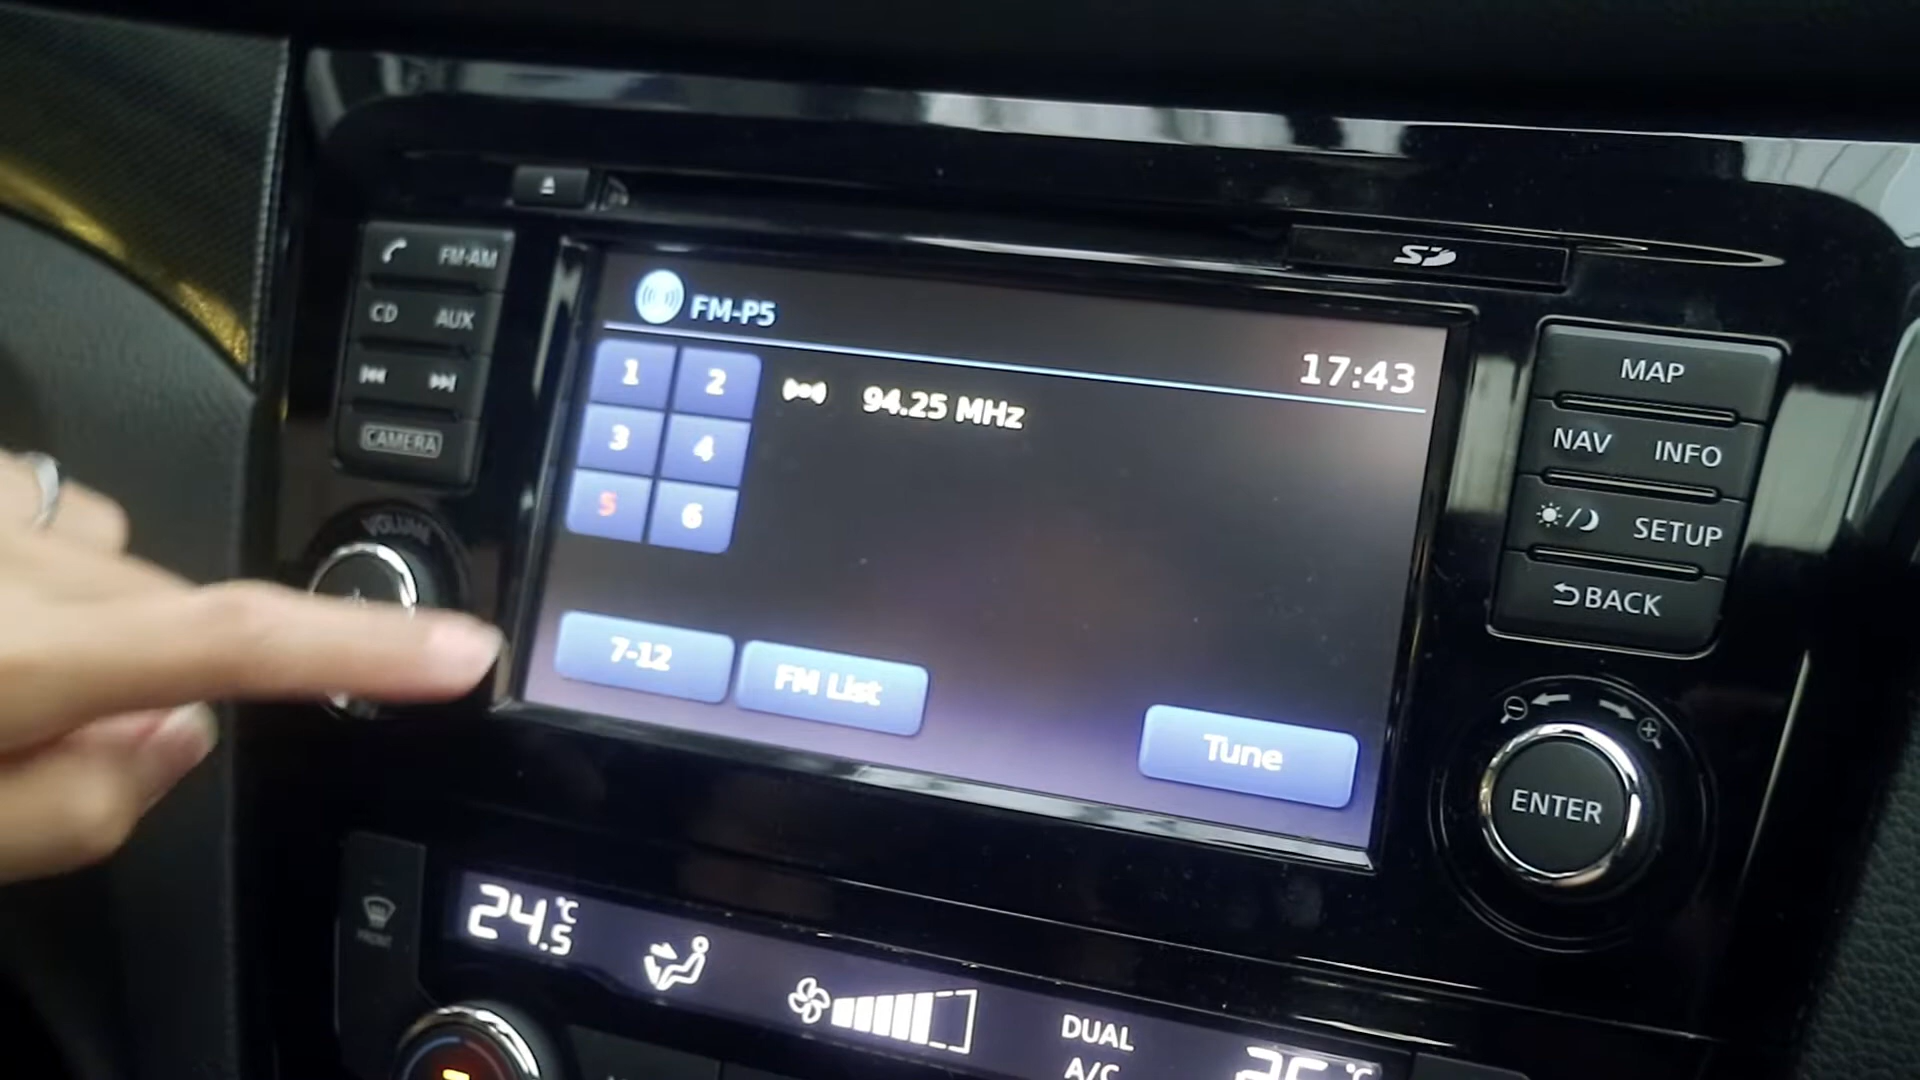 FM-AM
CD AUX
CAMERA
VOLUME
SD
FM-P5
17:43
1 2
94.25 MHz
3 4
5 6
7-12 FM List
Tune
MAP
NAV INFO
SETUP
BACK
ENTER
FRONT
24.5 °C
DUAL
A/C
°C